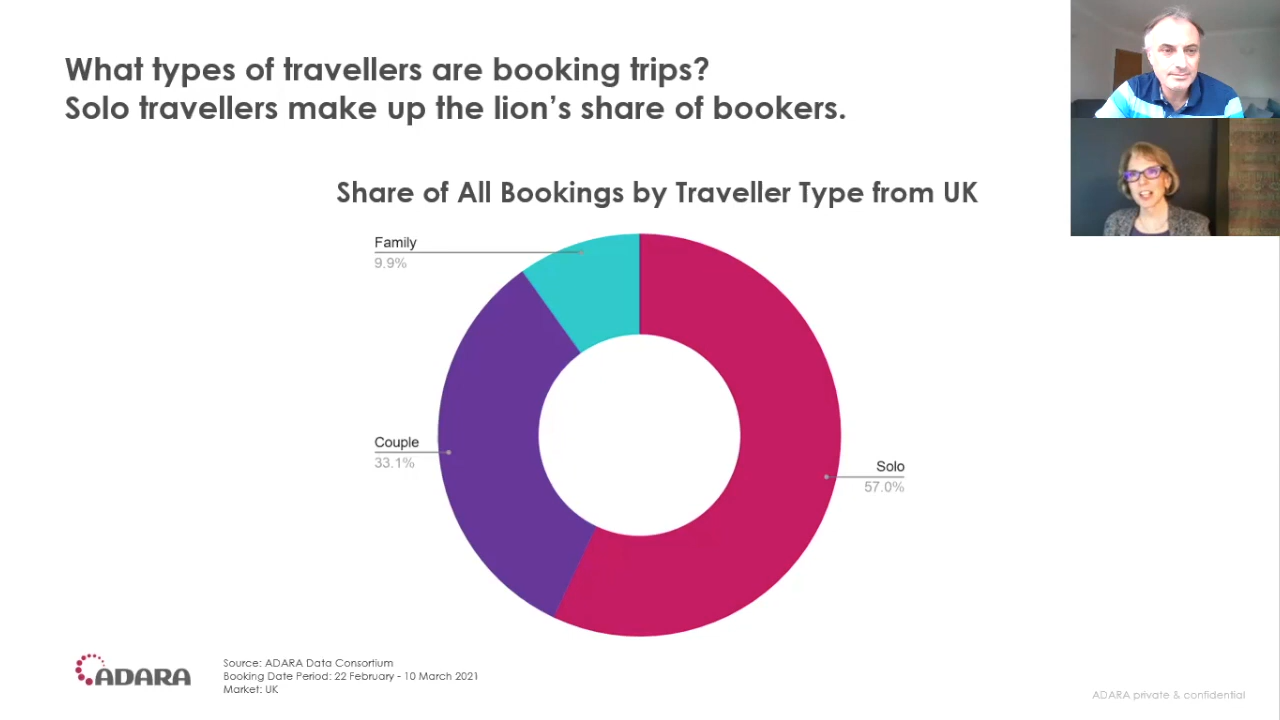 What types of travellers are booking trips?
Solo travellers make up the lion's share of bookers.
Share of All Bookings by Traveller Type from UK
Family
9.9%
Couple
33.1%
Solo
57.0%
ADARA
Source: ADARA Data Consortium
Booking Date Period: 22 February - 10 March 2021
Market: UK
ADARA private & confidential